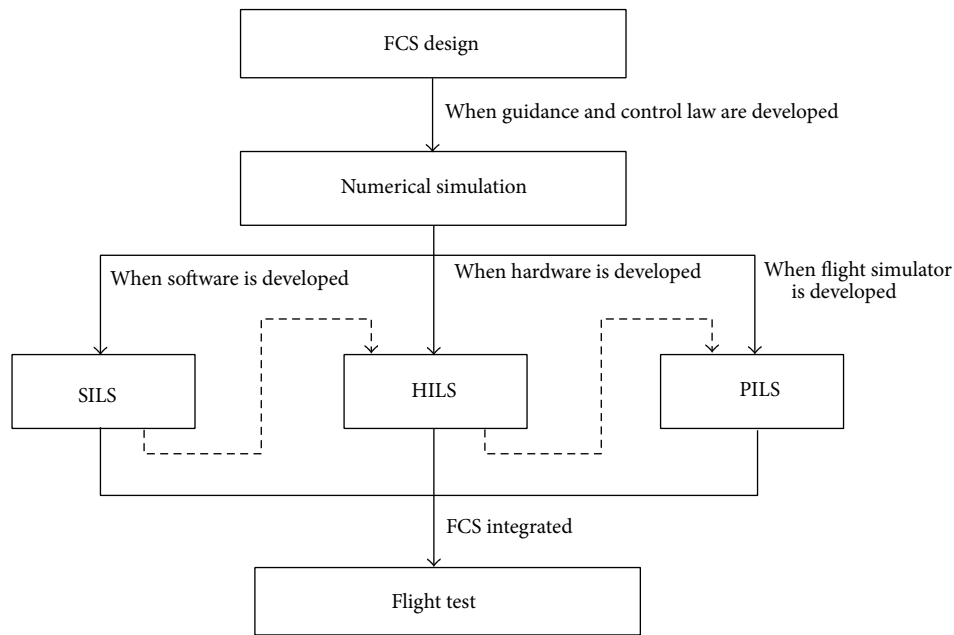 FCS design
When guidance and control law are developed
Numerical simulation
When software is developed
When hardware is developed
When flight simulator
is developed
SILS
HILS
PILS
FCS integrated
Flight test